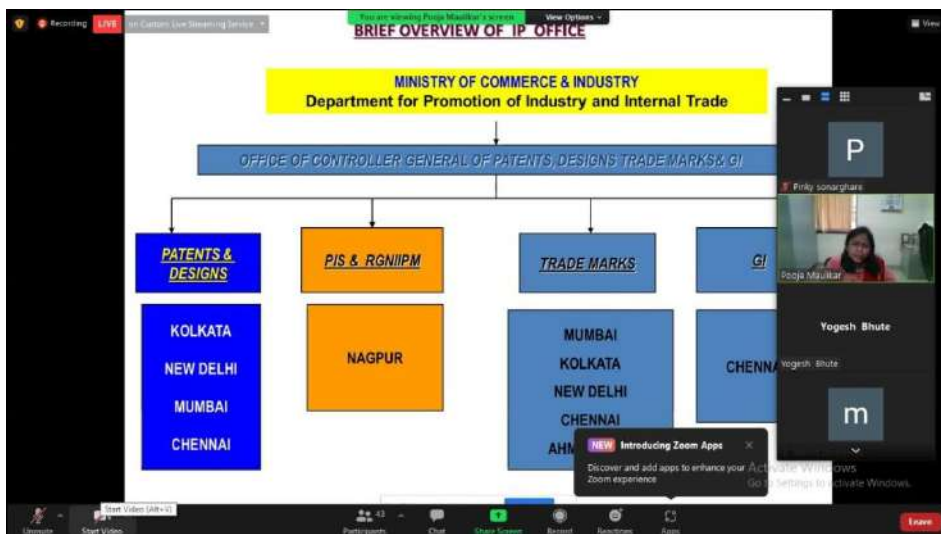 Recording
LIVE
on Custom Live Streaming Service
You are viewing Pooja Maulikar's screen
View Options
View
BRIEF OVERVIEW OF IP OFFICE
MINISTRY OF COMMERCE & INDUSTRY
Department for Promotion of Industry and Internal Trade
OFFICE OF CONTROLLER GENERAL OF PATENTS, DESIGNS TRADE MARKS& GI
PATENTS &
DESIGNS
KOLKATA
NEW DELHI
MUMBAI
CHENNAI
PIS & RGNIIPM
NAGPUR
TRADE MARKS
MUMBAI
KOLKATA
NEW DELHI
CHENNAI
AHM
GI
CHENNA
P
Pinky sonarghare
Pooja Maulikar
Yogesh Bhute
Yogesh Bhute
m
NEW Introducing Zoom Apps
Discover and add apps to enhance your
Zoom experience
Activate Windows
Go to Settings to activate Windows.
Start Video (Alt+V)
Unmute
Start Video
43
Participants
Chat
Share Screen
Record
Reactions
Apps
Leave